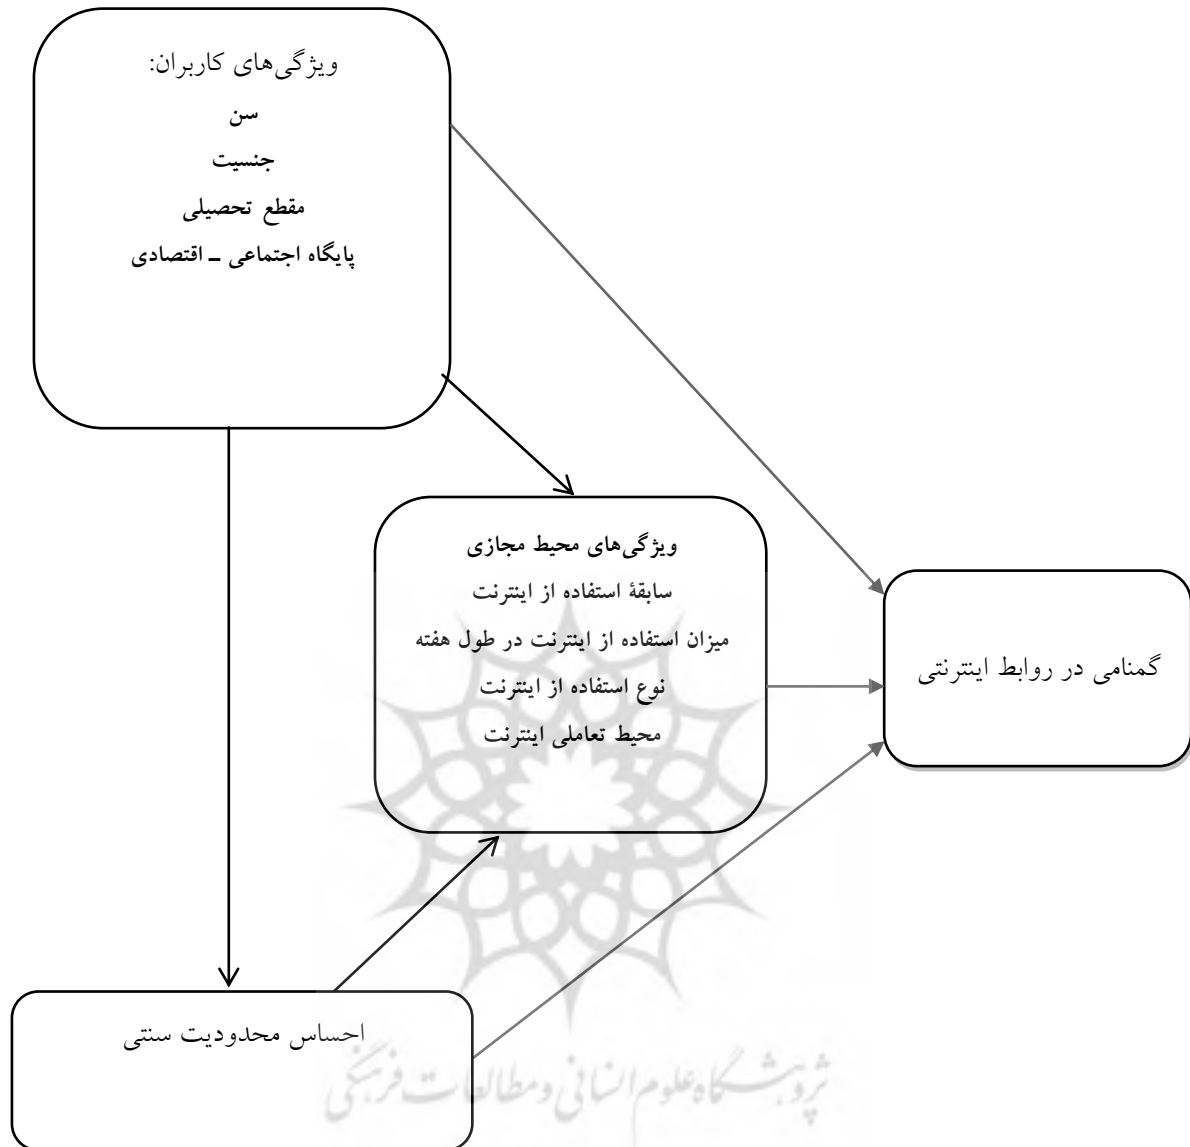 ویژگی‌های کاربران:
سن
جنسیت
مقطع تحصیلی
پایگاه اجتماعی ـ اقتصادی
ویژگی‌های محیط مجازی
سابقهٔ استفاده از اینترنت
میزان استفاده از اینترنت در طول هفته
نوع استفاده از اینترنت
محیط تعاملی اینترنت
گمنامی در روابط اینترنتی
احساس محدودیت سنتی
پژوهشگاه علوم انسانی و مطالعات فرهنگی